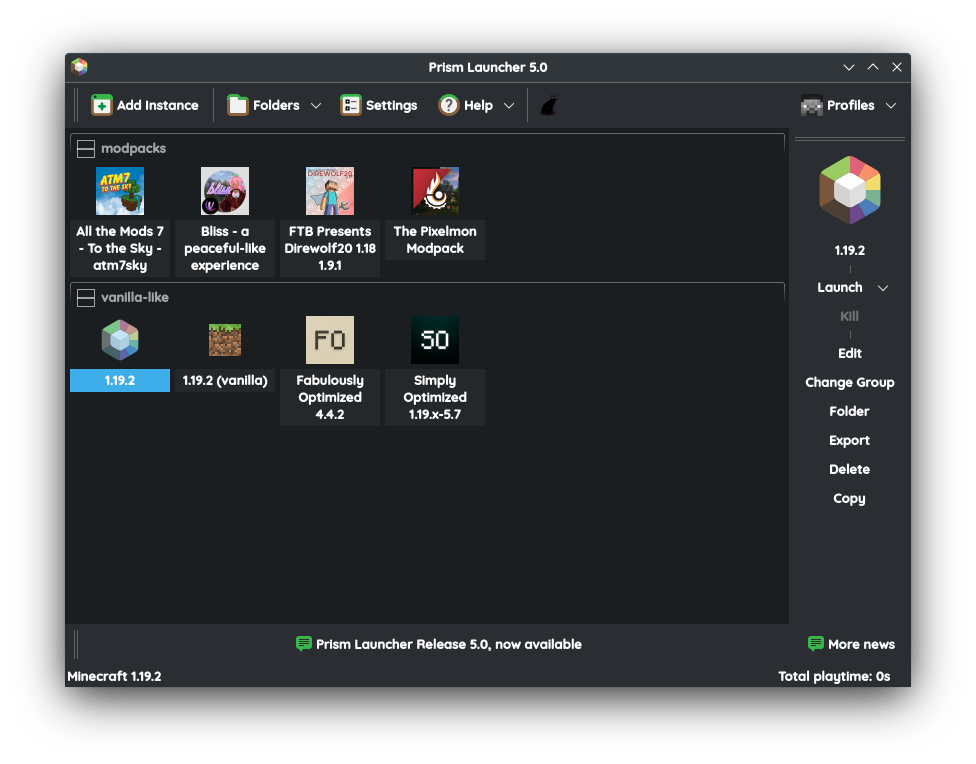 Prism Launcher 5.0
Add Instance
Folders
Settings
Help
Profiles
modpacks
ATM7
TO THE SKY
All the Mods 7
- To the Sky -
atm7sky
bliss
Bliss - a
peaceful-like
experience
DIREWOLF20
FTB Presents
Direwolf20 1.18
1.9.1
The Pixelmon
Modpack
vanilla-like
1.19.2
1.19.2 (vanilla)
FO
Fabulously
Optimized
4.4.2
SO
Simply
Optimized
1.19.x-5.7
1.19.2
Launch
Kill
Edit
Change Group
Folder
Export
Delete
Copy
Prism Launcher Release 5.0, now available
More news
Minecraft 1.19.2
Total playtime: 0s